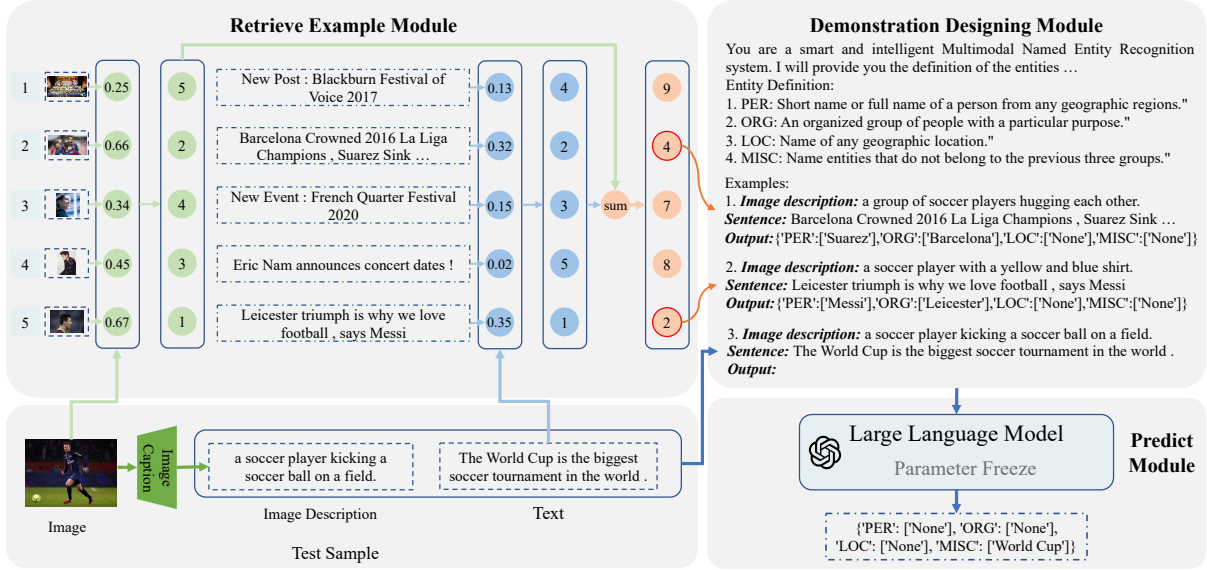 Retrieve Example Module
1
0.25
5
New Post : Blackburn Festival of
Voice 2017
0.13
4
9
2
0.66
2
Barcelona Crowned 2016 La Liga
Champions , Suarez Sink …
0.32
2
4
3
0.34
4
New Event : French Quarter Festival
2020
0.15
3
sum
7
4
0.45
3
Eric Nam announces concert dates !
0.02
5
8
5
0.67
1
Leicester triumph is why we love
football , says Messi
0.35
1
2
Image
Image
Caption
a soccer player kicking a
soccer ball on a field.
Image Description
The World Cup is the biggest
soccer tournament in the world .
Text
Test Sample
Demonstration Designing Module
You are a smart and intelligent Multimodal Named Entity Recognition
system. I will provide you the definition of the entities …
Entity Definition:
1. PER: Short name or full name of a person from any geographic regions."
2. ORG: An organized group of people with a particular purpose."
3. LOC: Name of any geographic location."
4. MISC: Name entities that do not belong to the previous three groups."
Examples:
1. Image description: a group of soccer players hugging each other.
Sentence: Barcelona Crowned 2016 La Liga Champions , Suarez Sink …
Output:{'PER':['Suarez'],'ORG':['Barcelona'],'LOC':['None'],'MISC':['None']}
2. Image description: a soccer player with a yellow and blue shirt.
Sentence: Leicester triumph is why we love football , says Messi
Output:{'PER':['Messi'],'ORG':['Leicester'],'LOC':['None'],'MISC':['None']}
3. Image description: a soccer player kicking a soccer ball on a field.
Sentence: The World Cup is the biggest soccer tournament in the world .
Output:
Large Language Model
Parameter Freeze
Predict
Module
{'PER': ['None'], 'ORG': ['None'],
'LOC': ['None'], 'MISC': ['World Cup']}